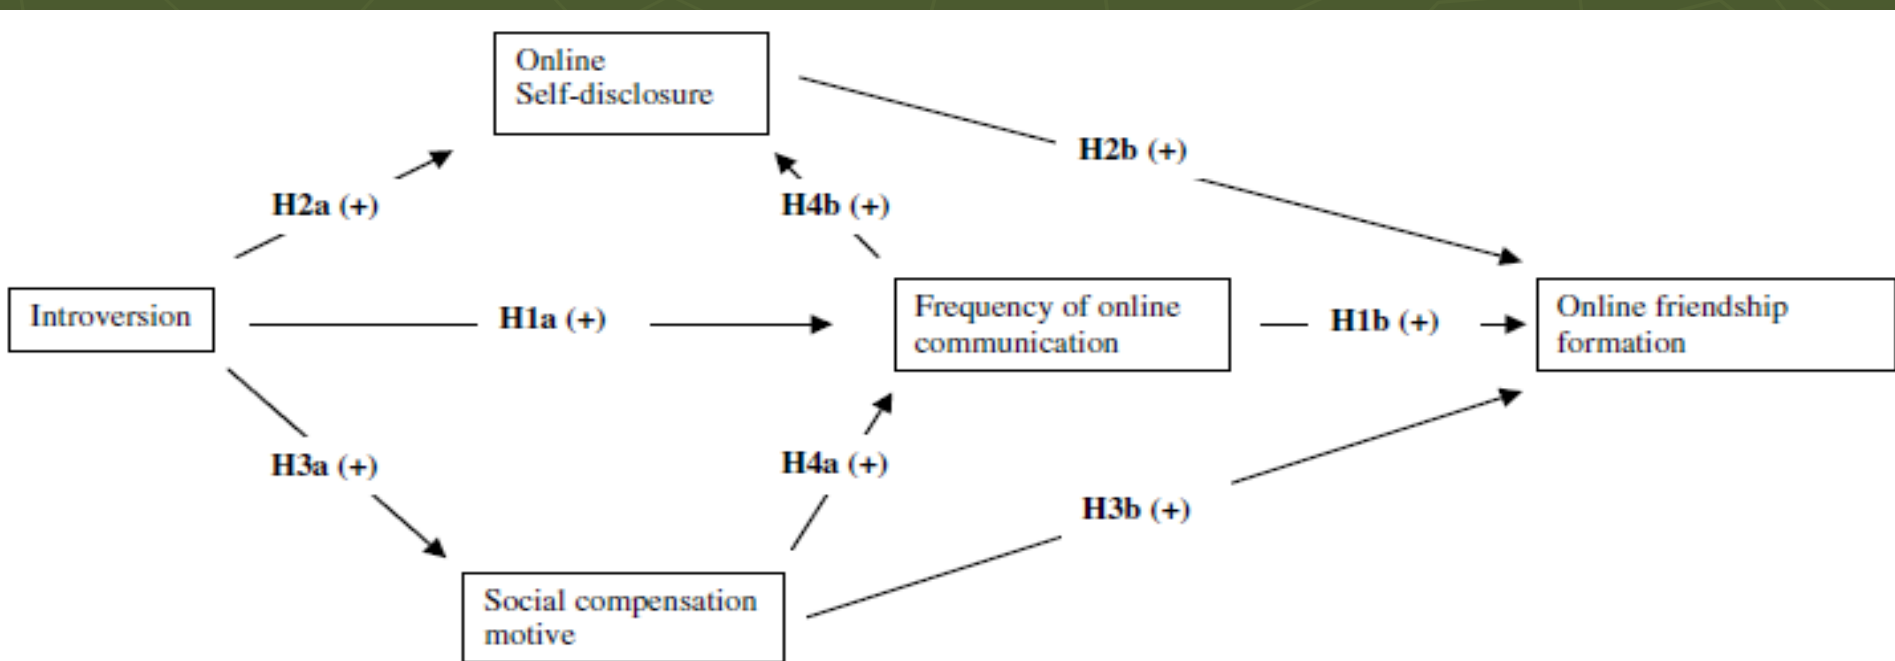 Online
Self-disclosure
H2b (+)
H2a (+)
H4b (+)
Introversion
H1a (+)
Frequency of online
communication
H1b (+)
Online friendship
formation
H3a (+)
H4a (+)
H3b (+)
Social compensation
motive